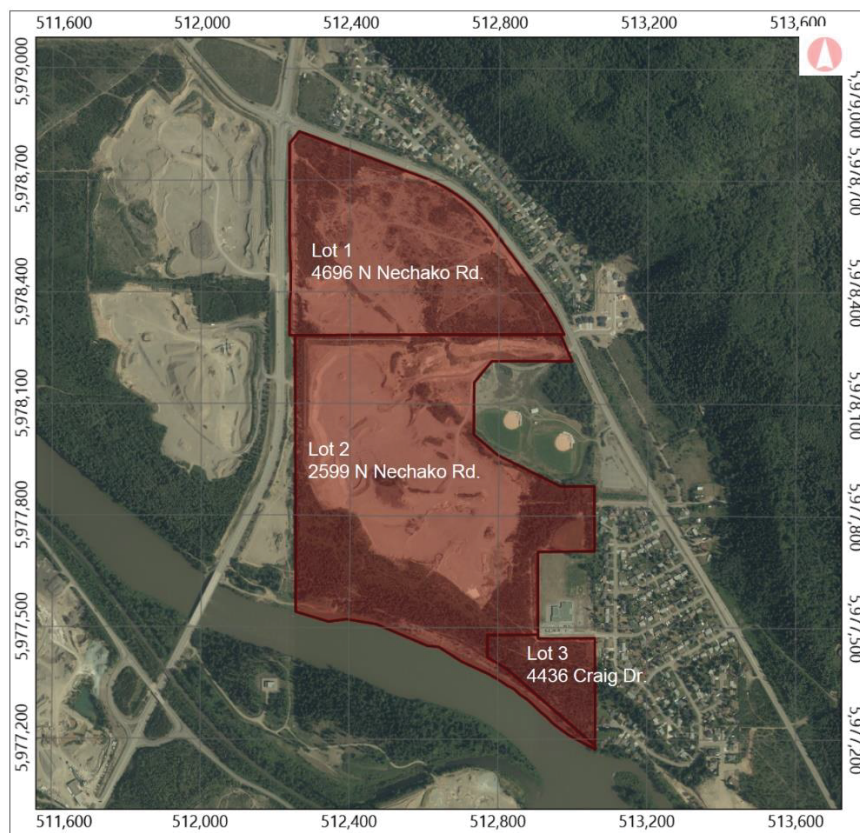 511,600 512,000 512,400 512,800 513,200 513,600
5,979,000 5,979,000
5,978,700 5,978,700
Lot 1
4696 N Nechako Rd.
5,978,400 5,978,400
5,978,100 5,978,100
Lot 2
2599 N Nechako Rd.
5,977,800 5,977,800
5,977,500 5,977,500
Lot 3
4436 Craig Dr.
5,977,200 5,977,200
511,600 512,000 512,400 512,800 513,200 513,600